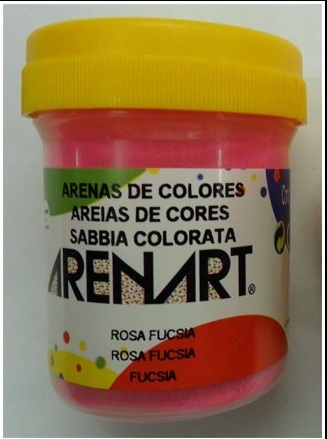 ARENAS DE COLORES
AREIAS DE CORES
SABBIA COLORATA
ARENART®
ROSA FUCSIA
ROSA FUCSIA
FUCSIA